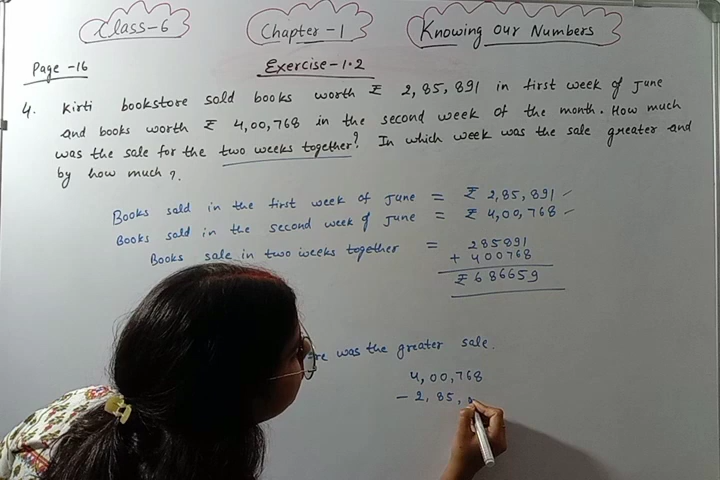 Class-6
Chapter-1
Knowing Our Numbers
Page-16
Exercise-1.2
4. Kirti bookstore sold books worth ₹ 2,85,891 in first week of June
and books worth ₹ 4,00,768 in the second week of the month. How much
was the sale for the two weeks together? In which week was the sale greater and
by how much?
Books sold in the first week of June = ₹ 2,85,891
Books sold in the second week of June = ₹ 4,00,768
Books sale in two weeks together = 285891
+ 400768
₹ 686659
was the greater sale.
4,00,768
- 2,85,